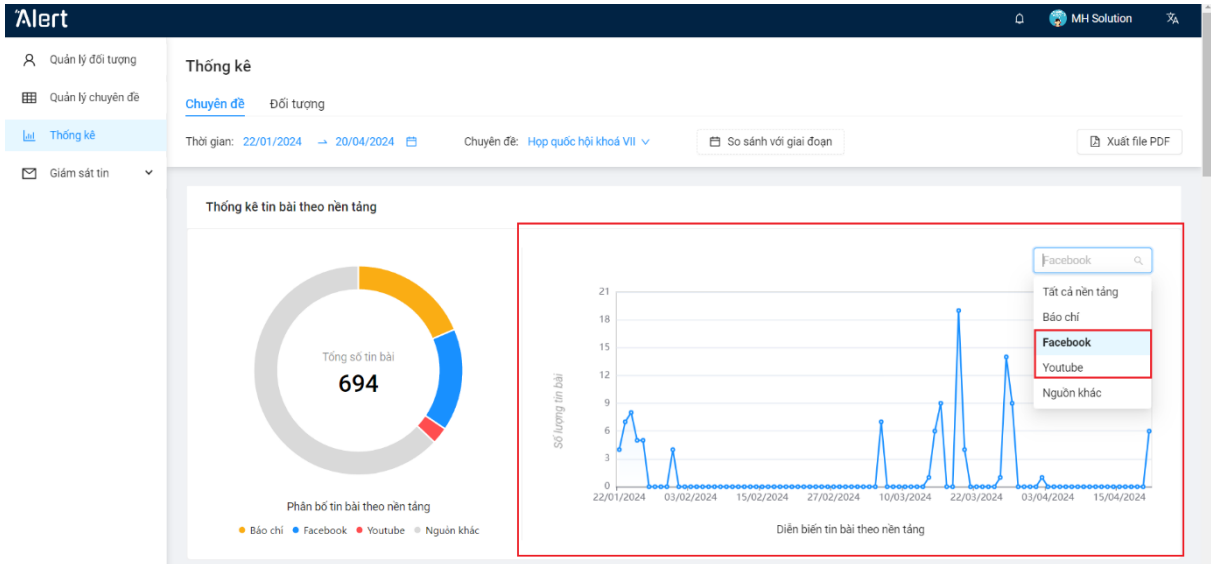 Alert
MH Solution
Quản lý đối tượng
Quản lý chuyên đề
Thống kê
Giám sát tin
Thống kê
Chuyên đề Đối tượng
Thời gian: 22/01/2024 → 20/04/2024 Chuyên đề: Họp quốc hội khoá VII So sánh với giai đoạn Xuất file PDF
Thống kê tin bài theo nền tảng
Tổng số tin bài
694
Phân bố tin bài theo nền tảng
Báo chí Facebook Youtube Nguồn khác
Facebook
Tất cả nền tảng
Báo chí
Facebook
Youtube
Nguồn khác
Số lượng tin bài
21
18
15
12
9
6
3
0
22/01/2024 03/02/2024 15/02/2024 27/02/2024 10/03/2024 22/03/2024 03/04/2024 15/04/2024
Diễn biến tin bài theo nền tảng